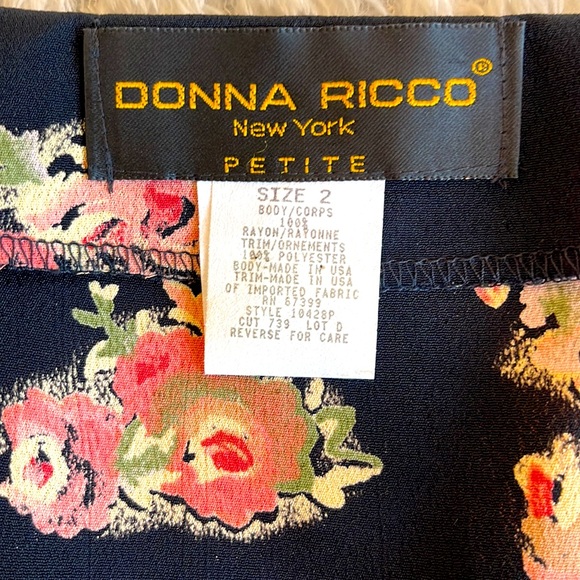 DONNA RICCO®
New York
PETITE
SIZE 2
BODY/CORPS
100%
RAYON/RAYONNE
TRIM/ORNEMENTS
100% POLYESTER
BODY-MADE IN USA
TRIM-MADE IN USA
OF IMPORTED FABRIC
RN 67399
STYLE 10428P
CUT 739 LOT D
REVERSE FOR CARE